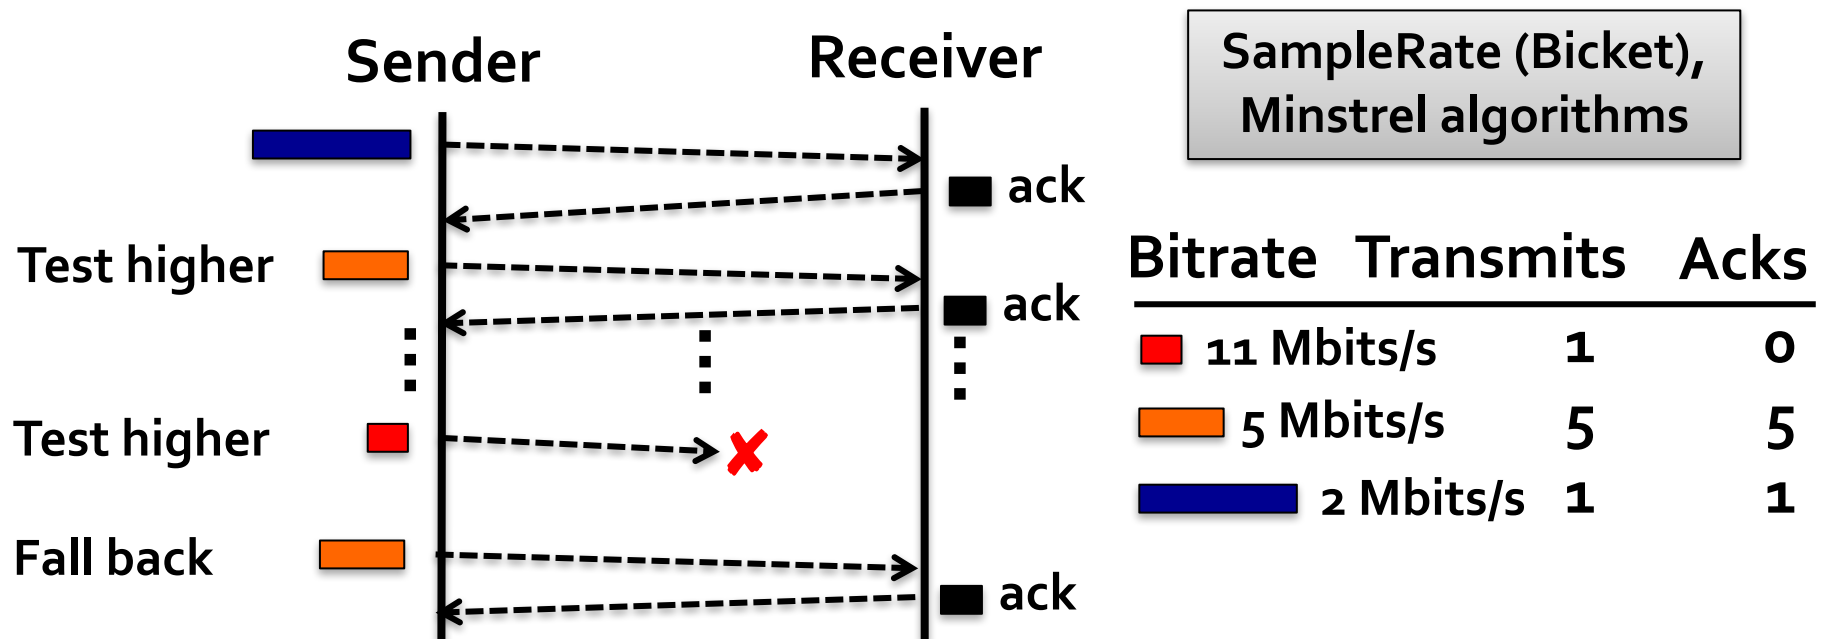 Sender
Receiver
SampleRate (Bicket),
Minstrel algorithms
ack
Test higher
ack
Bitrate Transmits Acks
11 Mbits/s 1 0
5 Mbits/s 5 5
2 Mbits/s 1 1
Test higher
Fall back
ack